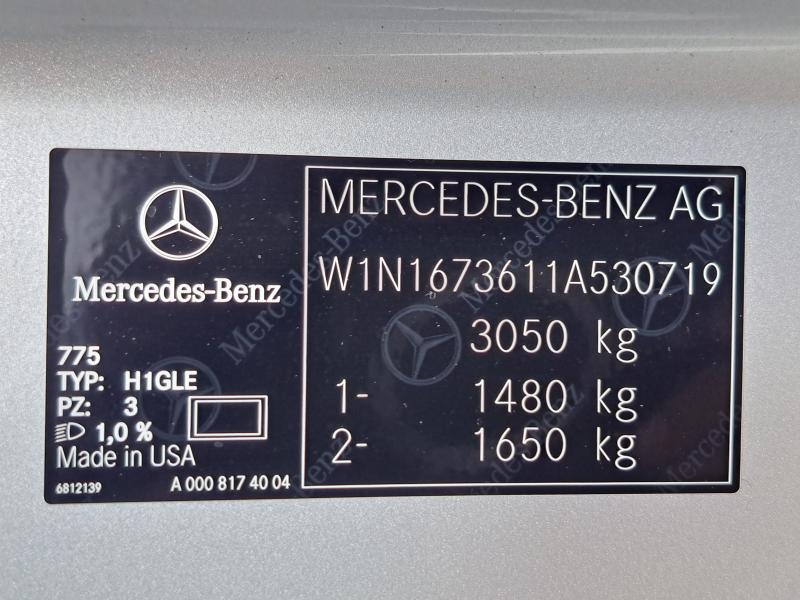 Mercedes-Benz
775
TYP: H1GLE
PZ: 3
1,0 %
Made in USA
6812139
A 000 817 40 04
MERCEDES-BENZ AG
W1N1673611A530719
3050 kg
1- 1480 kg
2- 1650 kg